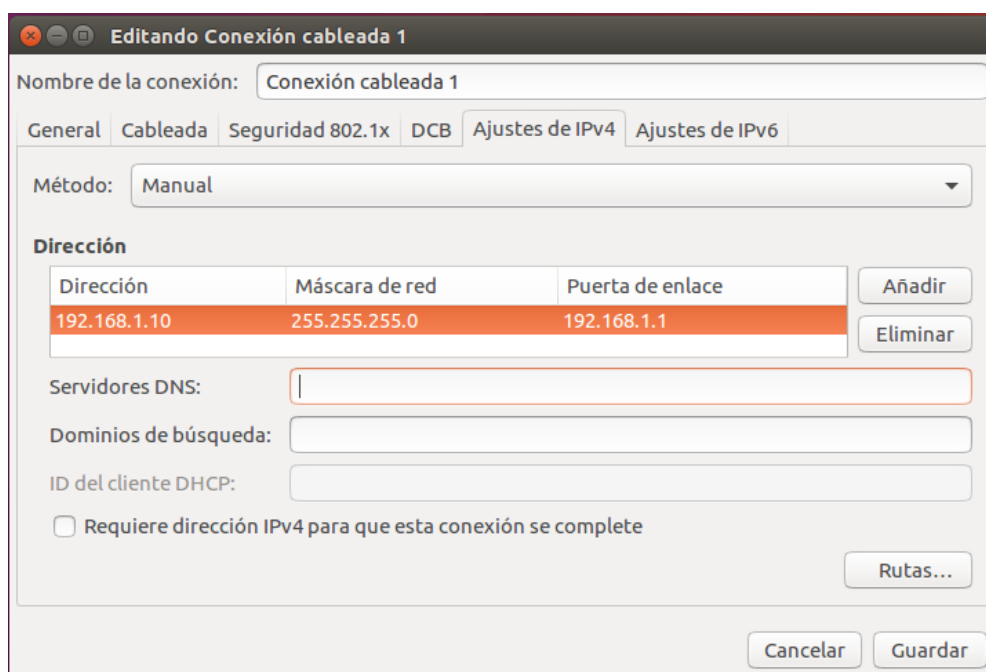 Editando Conexión cableada 1
Nombre de la conexión: Conexión cableada 1
General Cableada Seguridad 802.1x DCB Ajustes de IPv4 Ajustes de IPv6
Método: Manual
Dirección
Dirección Máscara de red Puerta de enlace Añadir
192.168.1.10 255.255.255.0 192.168.1.1
Eliminar
Servidores DNS:
Dominios de búsqueda:
ID del cliente DHCP:
Requiere dirección IPv4 para que esta conexión se complete
Rutas...
Cancelar Guardar